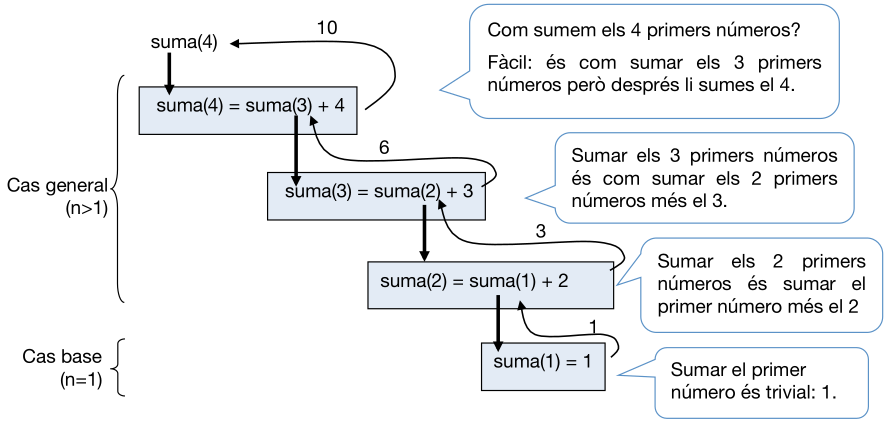 suma(4)
10
Com sumem els 4 primers números?
Fàcil: és com sumar els 3 primers
números però després li sumes el 4.
suma(4) = suma(3) + 4
6
Sumar els 3 primers números
és com sumar els 2 primers
números més el 3.
Cas general
(n>1)
suma(3) = suma(2) + 3
3
Sumar els 2 primers
números és sumar el
primer número més el 2
suma(2) = suma(1) + 2
1
Cas base
(n=1)
suma(1) = 1
Sumar el primer
número és trivial: 1.